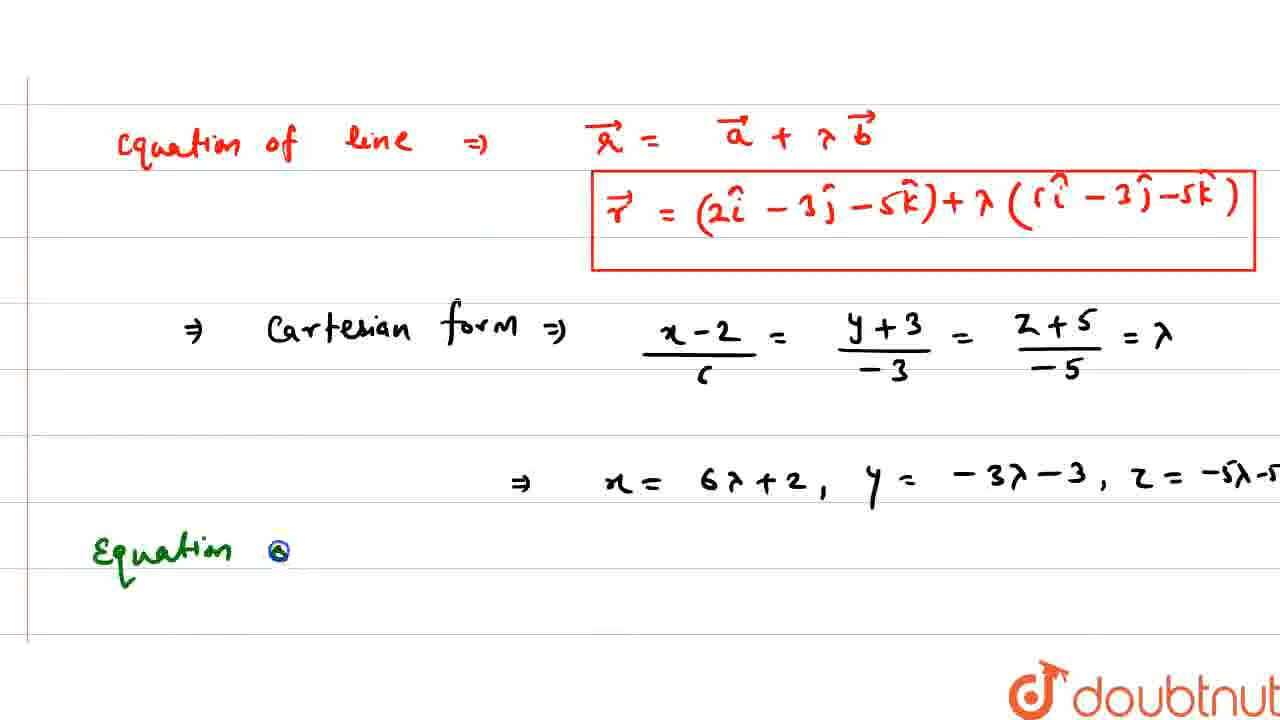 Equation of line ⇒ r⃗ = a⃗ + λ b⃗
r⃗ = (2î - 3ĵ - 5k̂) + λ (6î - 3ĵ - 5k̂)
⇒ Cartesian form ⇒ x - 2 / 6 = y + 3 / -3 = z + 5 / -5 = λ
⇒ x = 6λ + 2, y = -3λ - 3, z = -5λ - 5
Equation o
doubtnut